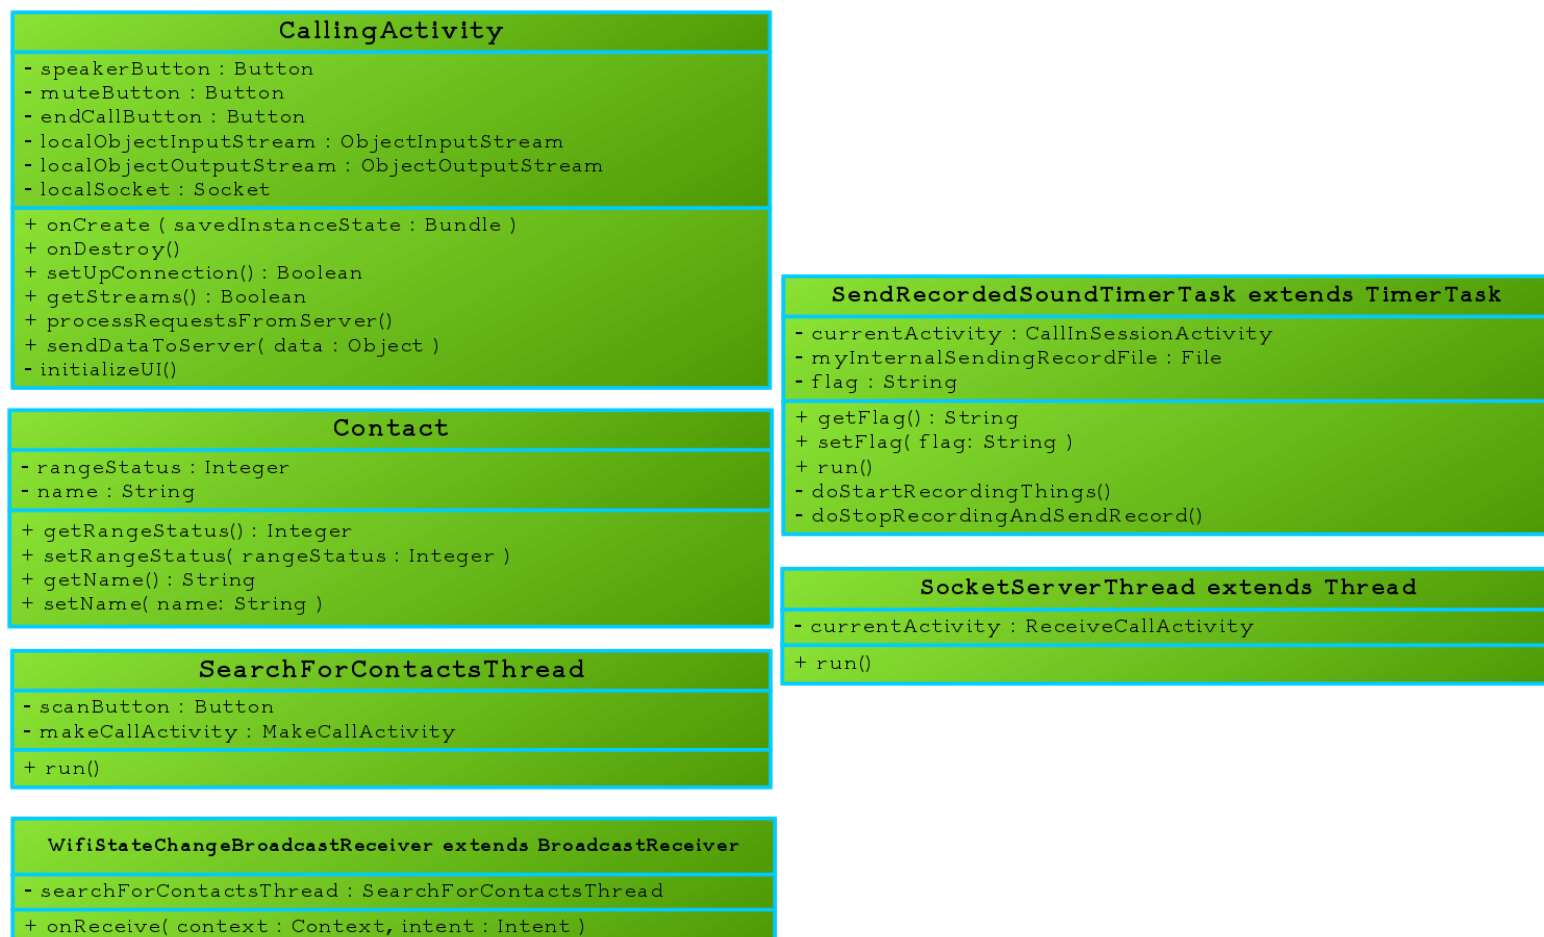 CallingActivity
- speakerButton : Button
- muteButton : Button
- endCallButton : Button
- localObjectInputStream : ObjectInputStream
- localObjectOutputStream : ObjectOutputStream
- localSocket : Socket
+ onCreate ( savedInstanceState : Bundle )
+ onDestroy()
+ setUpConnection() : Boolean
+ getStreams() : Boolean
+ processRequestsFromServer()
+ sendDataToServer( data : Object )
- initializeUI()
Contact
- rangeStatus : Integer
- name : String
+ getRangeStatus() : Integer
+ setRangeStatus( rangeStatus : Integer )
+ getName() : String
+ setName( name: String )
SearchForContactsThread
- scanButton : Button
- makeCallActivity : MakeCallActivity
+ run()
WifiStateChangeBroadcastReceiver extends BroadcastReceiver
- searchForContactsThread : SearchForContactsThread
+ onReceive( context : Context, intent : Intent )
SendRecordedSoundTimerTask extends TimerTask
- currentActivity : CallInSessionActivity
- myInternalSendingRecordFile : File
- flag : String
+ getFlag() : String
+ setFlag( flag: String )
+ run()
- doStartRecordingThings()
- doStopRecordingAndSendRecord()
SocketServerThread extends Thread
- currentActivity : ReceiveCallActivity
+ run()